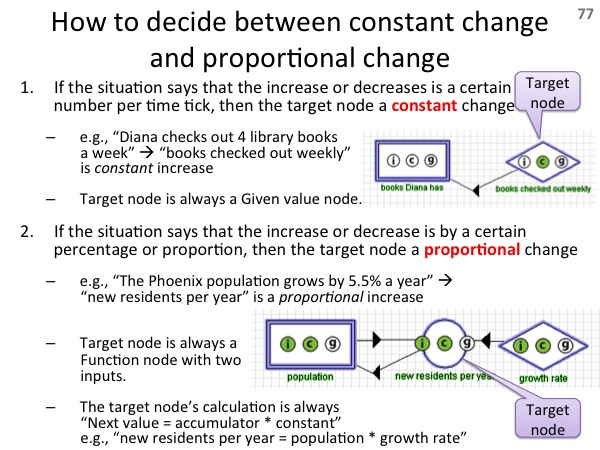 77
How to decide between constant change
and proportional change
1. If the situation says that the increase or decreases is a certain
number per time tick, then the target node a constant change
Target
node
– e.g., “Diana checks out 4 library books
a week” → “books checked out weekly”
is constant increase
i c g
i c g
books Diana has
books checked out weekly
– Target node is always a Given value node.
2. If the situation says that the increase or decrease is by a certain
percentage or proportion, then the target node a proportional change
– e.g., “The Phoenix population grows by 5.5% a year” →
“new residents per year” is a proportional increase
– Target node is always a
Function node with two
inputs.
i c g
i c g
i c g
population
new residents per year
growth rate
– The target node’s calculation is always
“Next value = accumulator * constant”
e.g., “new residents per year = population * growth rate”
Target
node